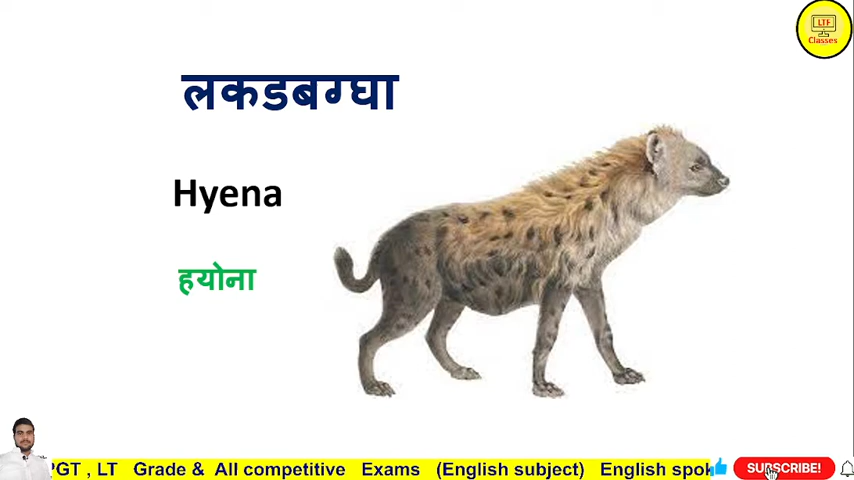 LTF
Classes
लकडबग्घा
Hyena
हयोना
PGT , LT Grade & All competitive Exams (English subject) English spok
SUBSCRIBE!